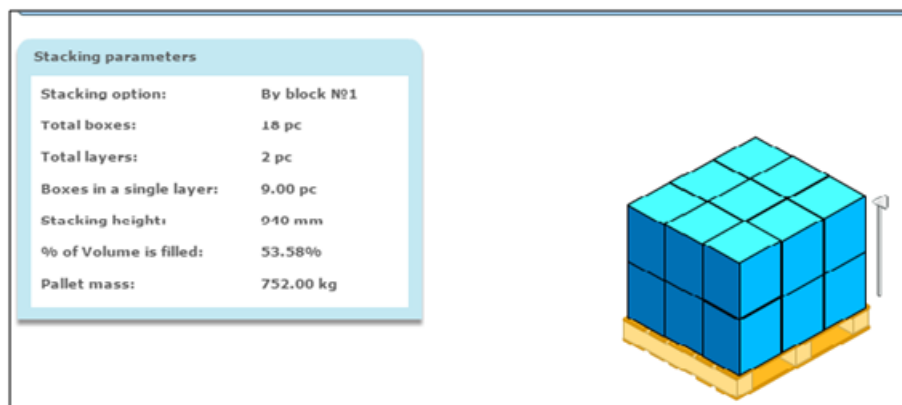 Stacking parameters
Stacking option: By block №1
Total boxes: 18 pc
Total layers: 2 pc
Boxes in a single layer: 9.00 pc
Stacking height: 940 mm
% of Volume is filled: 53.58%
Pallet mass: 752.00 kg